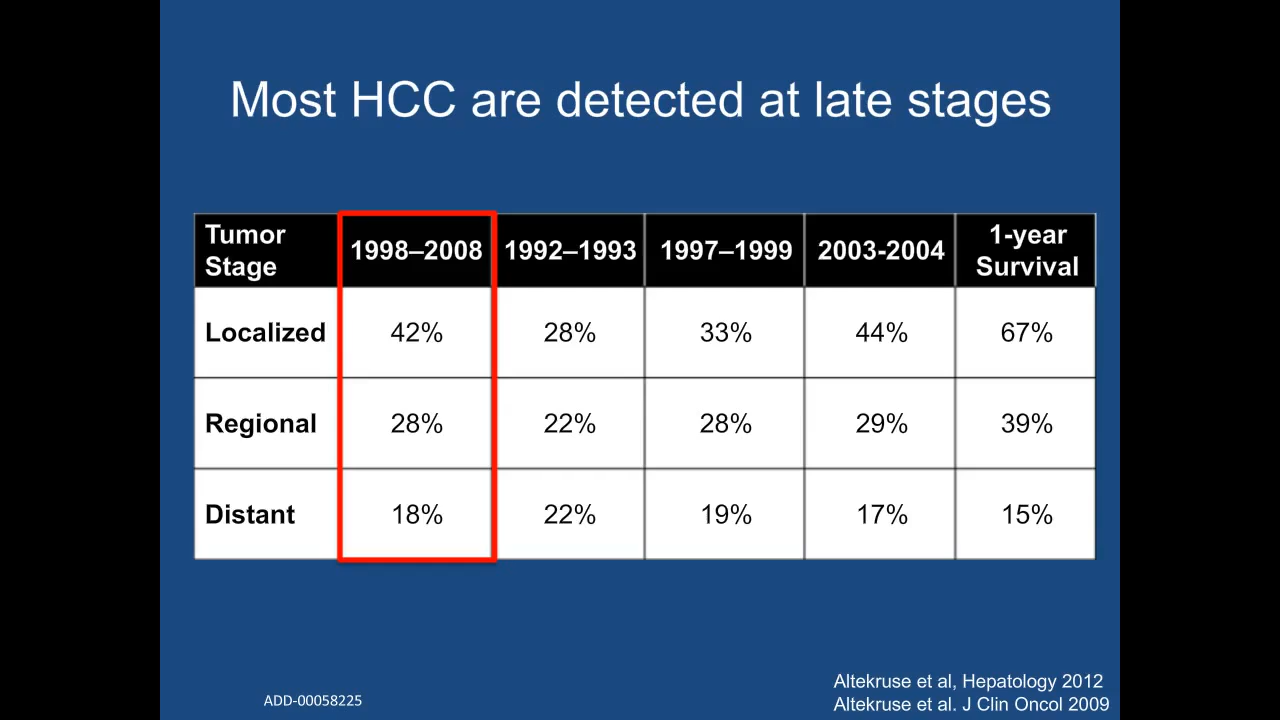 Most HCC are detected at late stages
Tumor Stage 1998–2008 1992–1993 1997–1999 2003-2004 1-year Survival
Localized 42% 28% 33% 44% 67%
Regional 28% 22% 28% 29% 39%
Distant 18% 22% 19% 17% 15%
Altekruse et al, Hepatology 2012
ADD-00058225
Altekruse et al. J Clin Oncol 2009